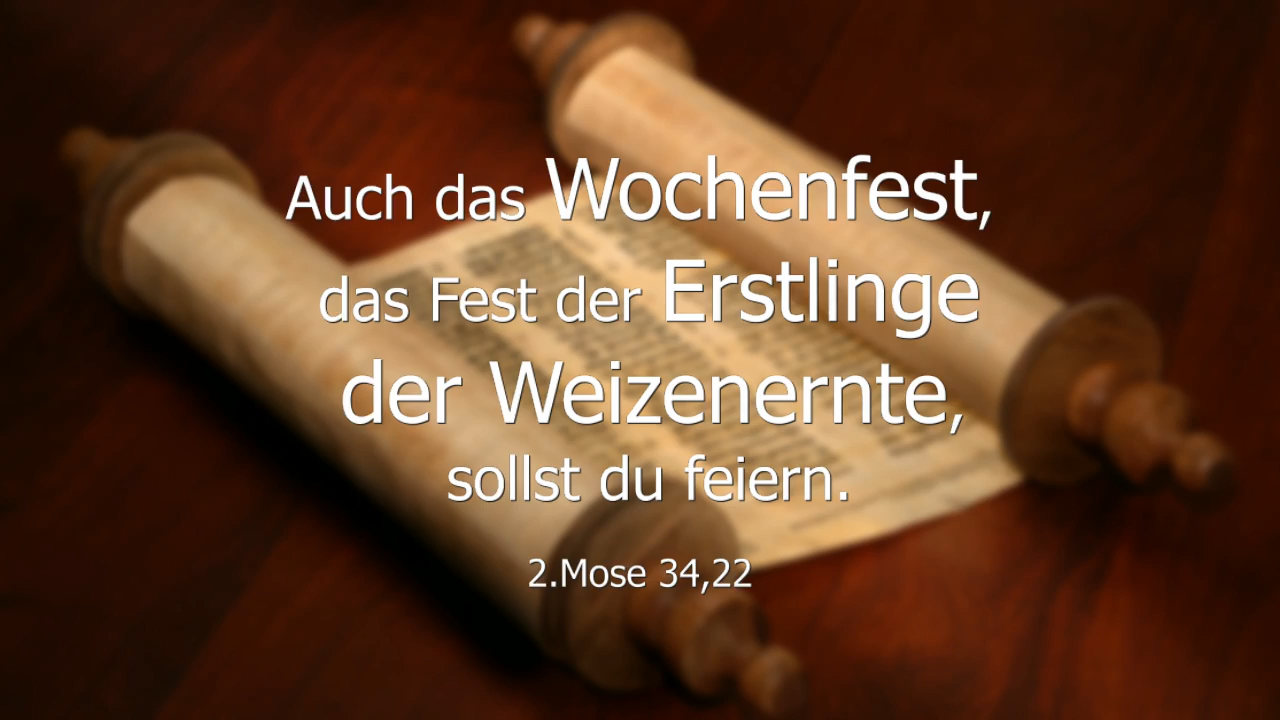 Auch das Wochenfest,
das Fest der Erstlinge
der Weizenernte,
sollst du feiern.
2.Mose 34,22